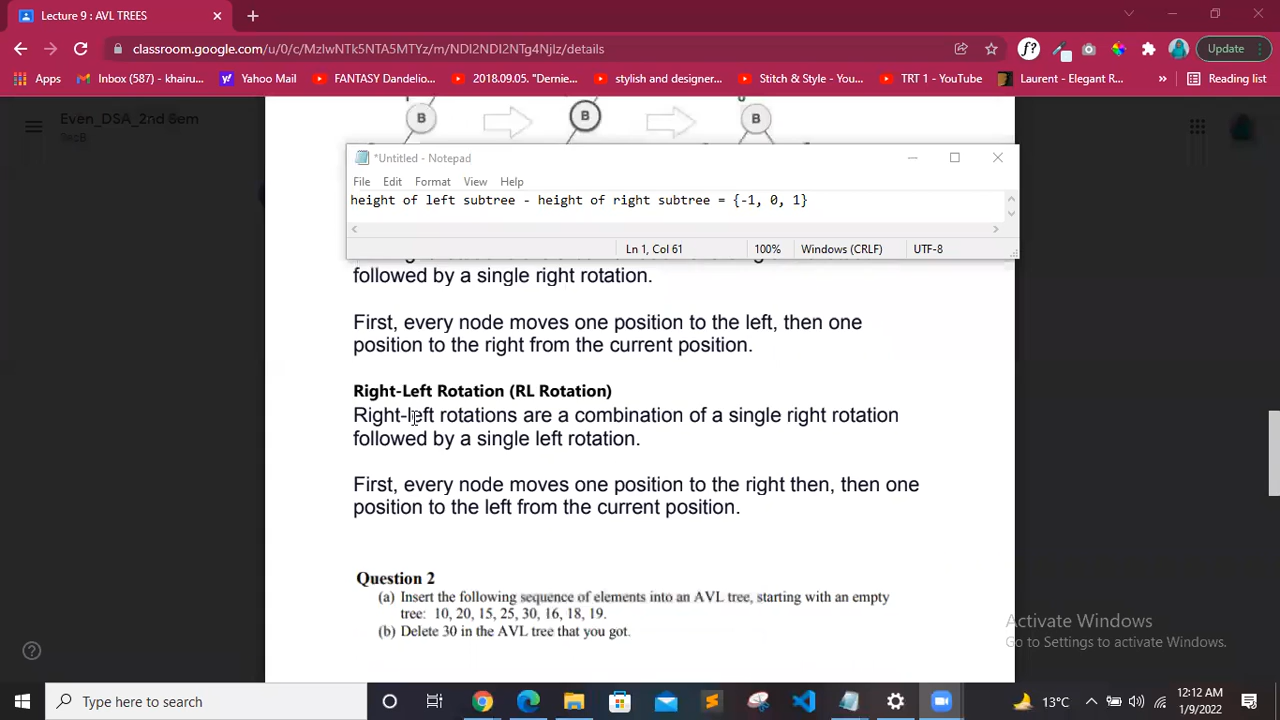 Lecture 9 : AVL TREES
classroom.google.com/u/0/c/MzIwNTk5NTA5MTYz/m/NDI2NDI2NTg4NjIz/details
Update
Apps
Inbox (587) - khairu...
Yahoo Mail
FANTASY Dandelio...
2018.09.05. "Dernie...
stylish and designer...
Stitch & Style - You...
TRT 1 - YouTube
Laurent - Elegant R...
Reading list
Even_DSA_2nd Sem
SecB
B
B
B
*Untitled - Notepad
File Edit Format View Help
height of left subtree - height of right subtree = {-1, 0, 1}
Ln 1, Col 61 100% Windows (CRLF) UTF-8
followed by a single right rotation.
First, every node moves one position to the left, then one
position to the right from the current position.
Right-Left Rotation (RL Rotation)
Right-left rotations are a combination of a single right rotation
followed by a single left rotation.
First, every node moves one position to the right then, then one
position to the left from the current position.
Question 2
(a) Insert the following sequence of elements into an AVL tree, starting with an empty
tree: 10, 20, 15, 25, 30, 16, 18, 19.
(b) Delete 30 in the AVL tree that you got.
Activate Windows
Go to Settings to activate Windows.
Type here to search
13°C
12:12 AM
1/9/2022